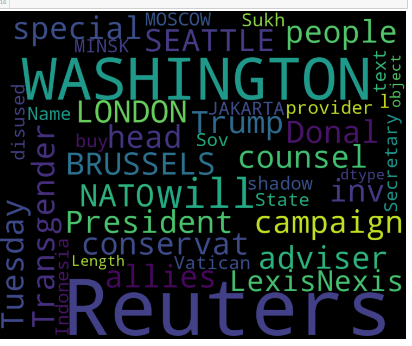 special
MOSCOW
Sukh
people
MINSK
SEATTLE
WASHINGTON
text
object
disused
Name
LONDON
JAKARTA
provider
l
Trump
head
buy
Sov
Donal
Secretary
BRUSSELS
counsel
dtype
NATO
will
shadow
State
inv
Transgender
President
campaign
Tuesday
conservat
adviser
Indonesia
Length
Vatican
allies
LexisNexis
Reuters